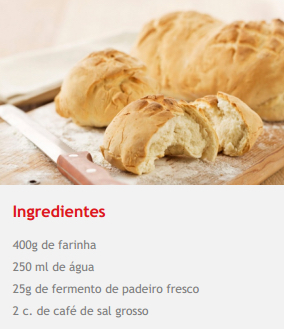 Ingredientes
400g de farinha
250 ml de água
25g de fermento de padeiro fresco
2 c. de café de sal grosso